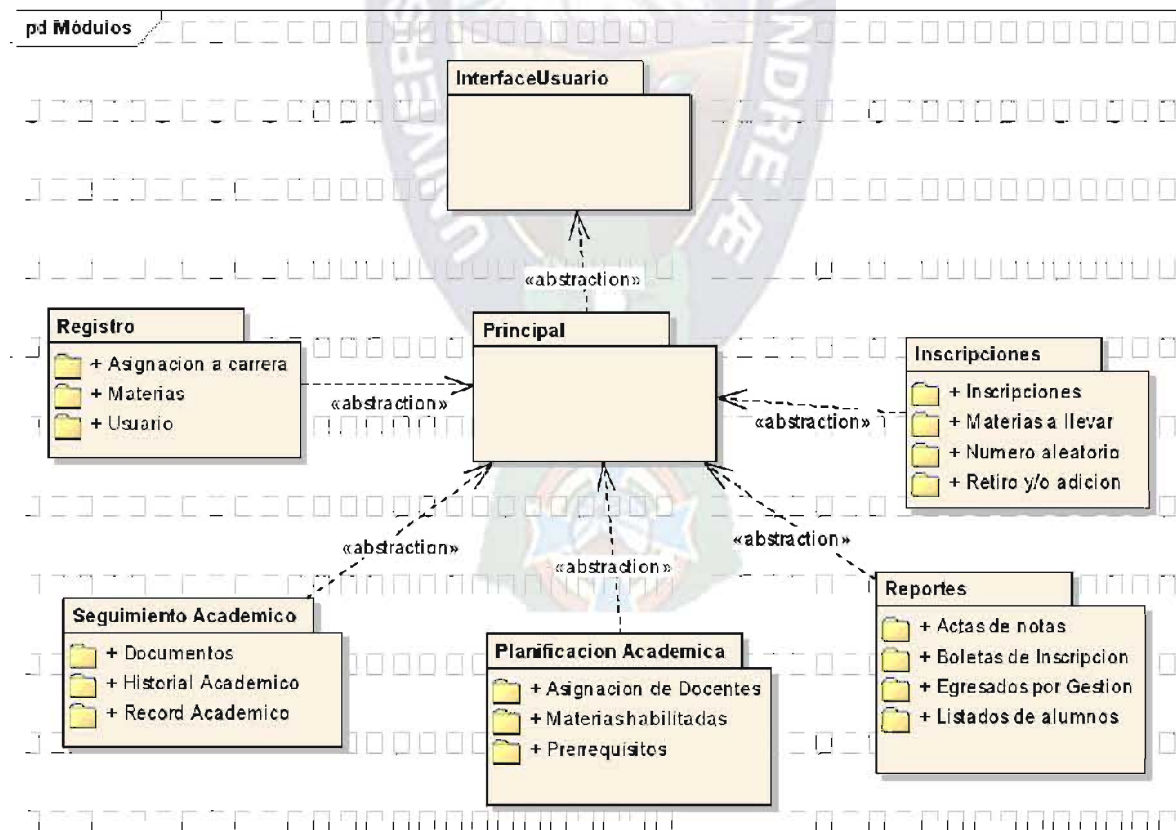 pd Módulos
InterfaceUsuario
«abstraction»
Registro
+ Asignacion a carrera
+ Materias
+ Usuario
«abstraction»
Principal
Inscripciones
+ Inscripciones
+ Materias a llevar
+ Numero aleatorio
+ Retiro y/o adicion
«abstraction»
«abstraction»
«abstraction»
«abstraction»
Seguimiento Academico
+ Documentos
+ Historial Academico
+ Record Academico
Planificacion Academica
+ Asignacion de Docentes
+ Materias habilitadas
+ Prerrequisitos
Reportes
+ Actas de notas
+ Boletas de Inscripcion
+ Egresados por Gestion
+ Listados de alumnos